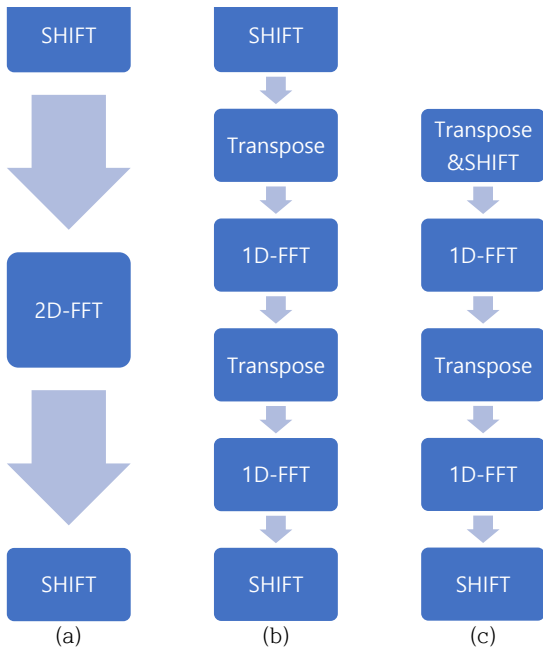 SHIFT
2D-FFT
SHIFT
(a)
SHIFT
Transpose
1D-FFT
Transpose
1D-FFT
SHIFT
(b)
Transpose
&SHIFT
1D-FFT
Transpose
1D-FFT
SHIFT
(c)